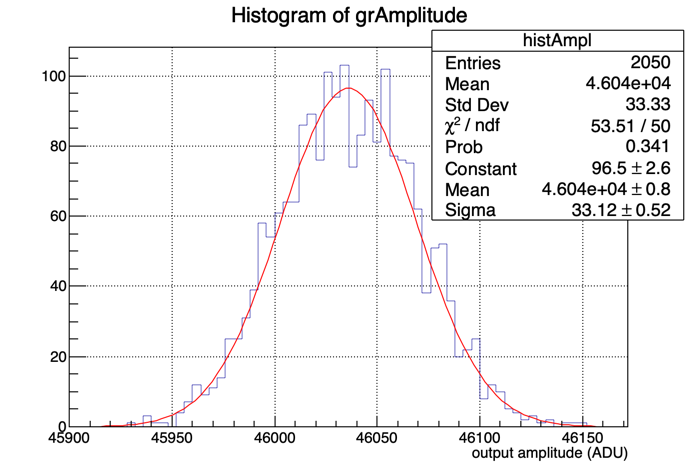 Histogram of grAmplitude
histAmpl
Entries 2050
Mean 4.604e+04
Std Dev 33.33
χ² / ndf 53.51 / 50
Prob 0.341
Constant 96.5 ± 2.6
Mean 4.604e+04 ± 0.8
Sigma 33.12 ± 0.52
100
80
60
40
20
0
45900 45950 46000 46050 46100 46150
output amplitude (ADU)